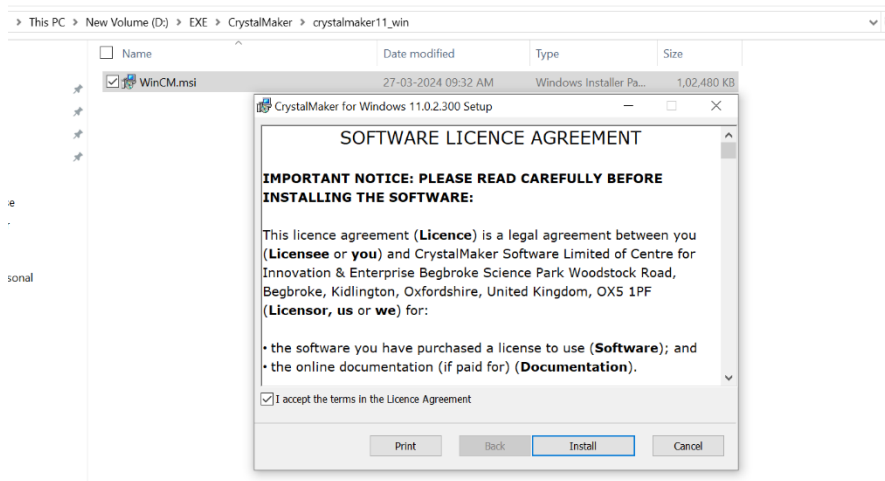 This PC > New Volume (D:) > EXE > CrystalMaker > crystalmaker11_win
Name Date modified Type Size
WinCM.msi 27-03-2024 09:32 AM Windows Installer Pa... 1,02,480 KB
CrystalMaker for Windows 11.0.2.300 Setup
SOFTWARE LICENCE AGREEMENT
IMPORTANT NOTICE: PLEASE READ CAREFULLY BEFORE
INSTALLING THE SOFTWARE:
This licence agreement (Licence) is a legal agreement between you
(Licensee or you) and CrystalMaker Software Limited of Centre for
Innovation & Enterprise Begbroke Science Park Woodstock Road,
Begbroke, Kidlington, Oxfordshire, United Kingdom, OX5 1PF
(Licensor, us or we) for:
• the software you have purchased a license to use (Software); and
• the online documentation (if paid for) (Documentation).
I accept the terms in the Licence Agreement
Print Back Install Cancel
sonal